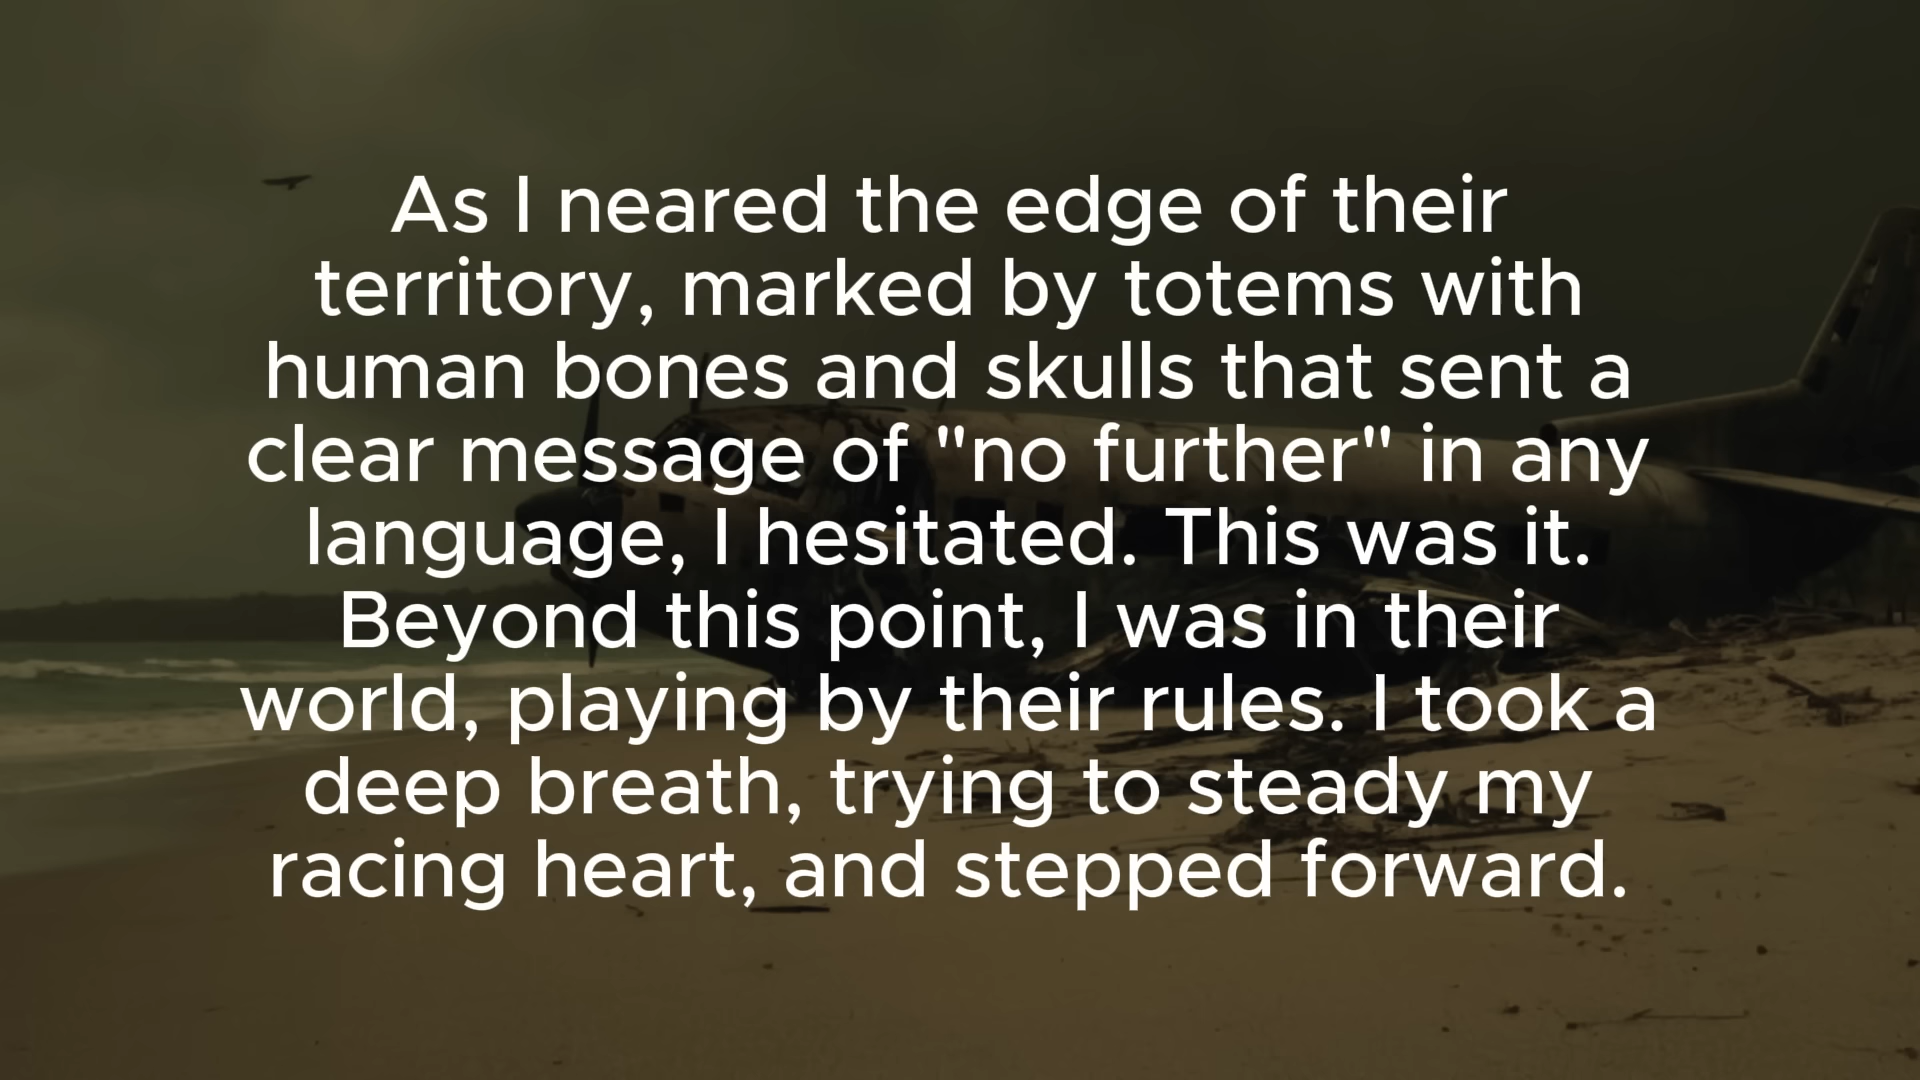 As I neared the edge of their
territory, marked by totems with
human bones and skulls that sent a
clear message of "no further" in any
language, I hesitated. This was it.
Beyond this point, I was in their
world, playing by their rules. I took a
deep breath, trying to steady my
racing heart, and stepped forward.